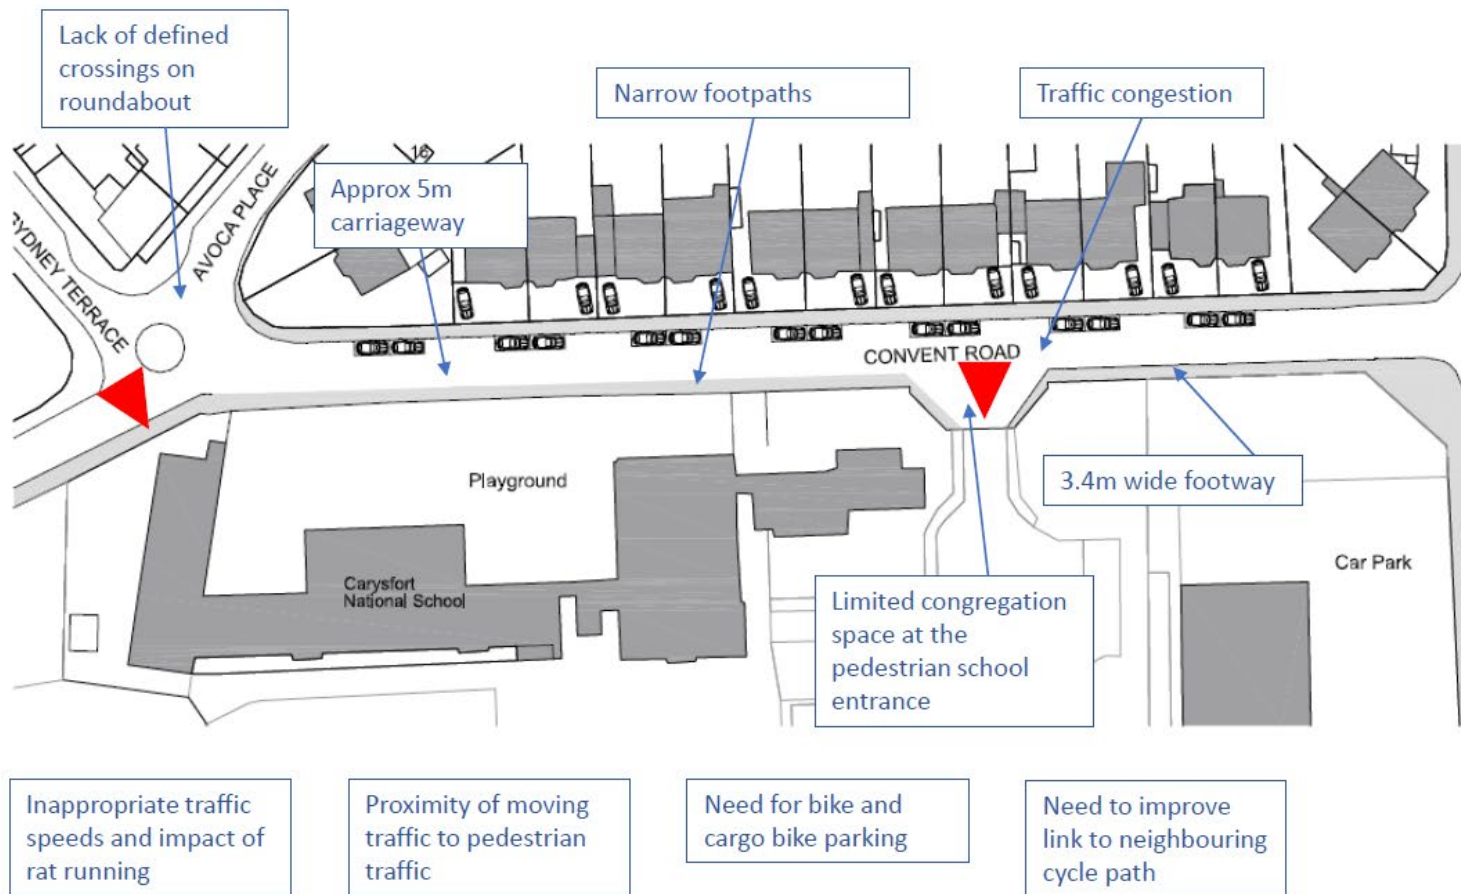 Lack of defined
crossings on
roundabout
Narrow footpaths
Traffic congestion
16
Approx 5m
carriageway
AVOCA PLACE
SYDNEY TERRACE
CONVENT ROAD
3.4m wide footway
Playground
Carysfort
National School
Car Park
Limited congregation
space at the
pedestrian school
entrance
Inappropriate traffic
speeds and impact of
rat running
Proximity of moving
traffic to pedestrian
traffic
Need for bike and
cargo bike parking
Need to improve
link to neighbouring
cycle path